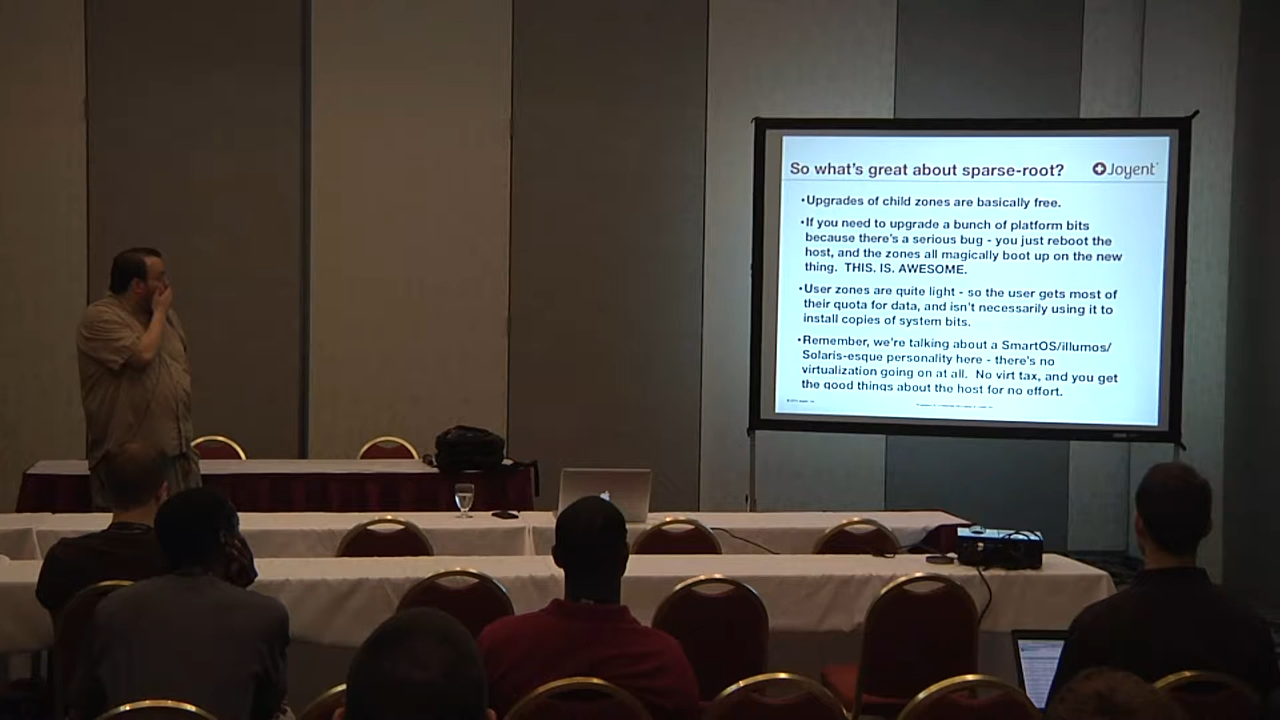 So what's great about sparse-root?
Joyent
•Upgrades of child zones are basically free.
•If you need to upgrade a bunch of platform bits
because there's a serious bug - you just reboot the
host, and the zones all magically boot up on the new
thing. THIS. IS. AWESOME.
•User zones are quite light - so the user gets most of
their quota for data, and isn't necessarily using it to
install copies of system bits.
•Remember, we're talking about a SmartOS/illumos/
Solaris-esque personality here - there's no
virtualization going on at all. No virt tax, and you get
the good things about the host for no effort.